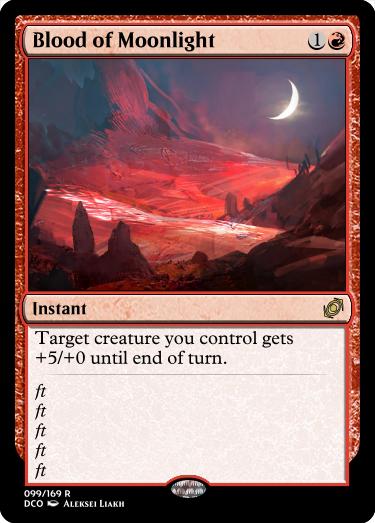 Blood of Moonlight 1
Instant
Target creature you control gets
+5/+0 until end of turn.
ft
ft
ft
ft
ft
099/169 R
DCO Aleksei Liakh